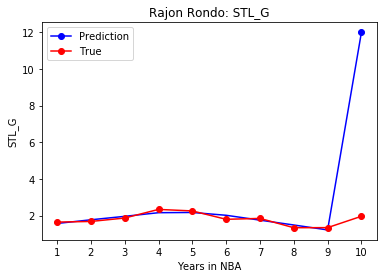 Rajon Rondo: STL_G
Prediction
True
12
10
8
6
4
2
STL_G
1 2 3 4 5 6 7 8 9 10
Years in NBA